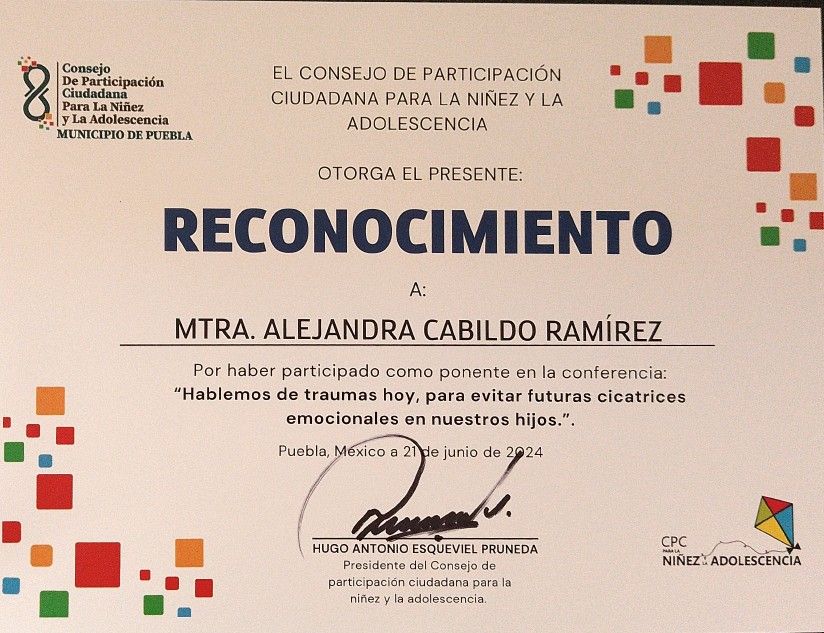 Consejo
De Participación
Ciudadana
Para La Niñez
y La Adolescencia
MUNICIPIO DE PUEBLA
EL CONSEJO DE PARTICIPACIÓN
CIUDADANA PARA LA NIÑEZ Y LA
ADOLESCENCIA
OTORGA EL PRESENTE:
RECONOCIMIENTO
A:
MTRA. ALEJANDRA CABILDO RAMÍREZ
Por haber participado como ponente en la conferencia:
“Hablemos de traumas hoy, para evitar futuras cicatrices
emocionales en nuestros hijos.”.
Puebla, México a 21 de junio de 2024
HUGO ANTONIO ESQUEVIEL PRUNEDA
Presidente del Consejo de
participación ciudadana para la
niñez y la adolescencia.
CPC
PARA LA
NIÑEZ Y ADOLESCENCIA